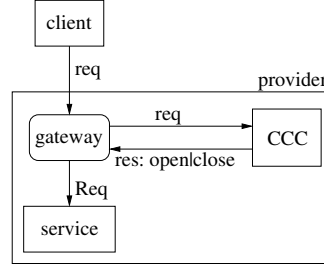 client
req
provider
gateway
req
CCC
res: open|close
Req
service